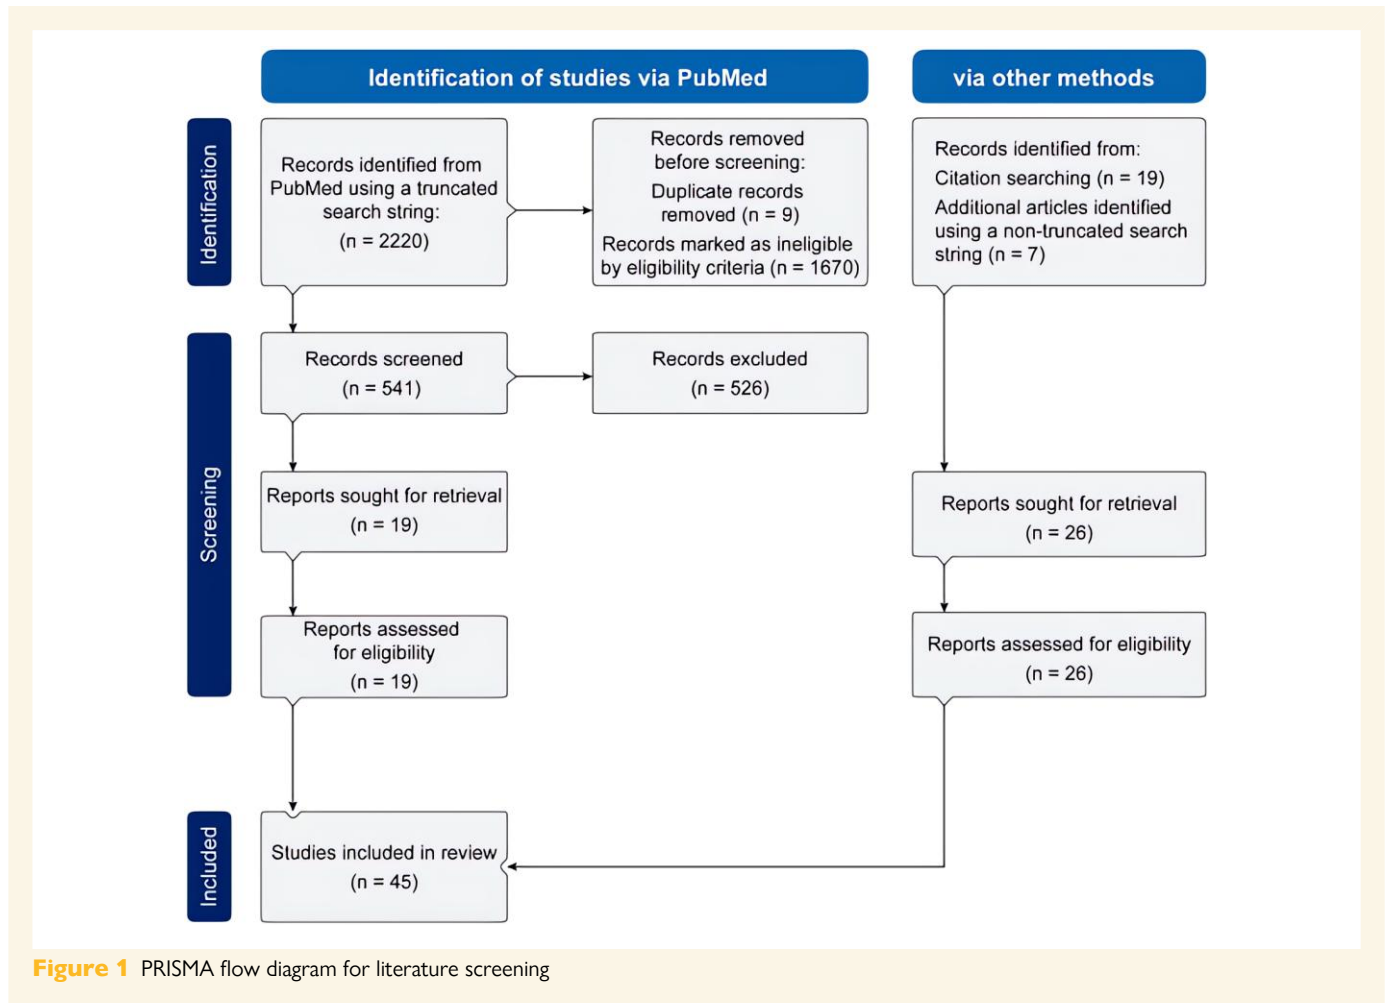 Identification of studies via PubMed
via other methods
Identification
Records identified from
PubMed using a truncated
search string:
(n = 2220)
Records removed
before screening:
Duplicate records
removed (n = 9)
Records marked as ineligible
by eligibility criteria (n = 1670)
Records identified from:
Citation searching (n = 19)
Additional articles identified
using a non-truncated search
string (n = 7)
Screening
Records screened
(n = 541)
Records excluded
(n = 526)
Reports sought for retrieval
(n = 19)
Reports sought for retrieval
(n = 26)
Reports assessed
for eligibility
(n = 19)
Reports assessed for eligibility
(n = 26)
Included
Studies included in review
(n = 45)
Figure 1 PRISMA flow diagram for literature screening